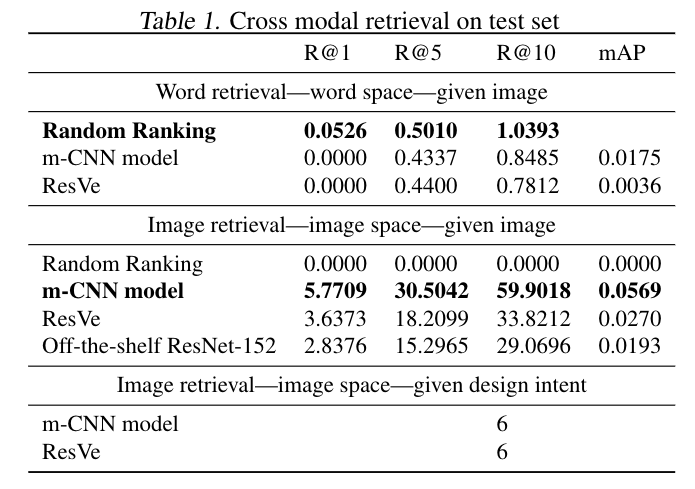 Table 1. Cross modal retrieval on test set
R@1 R@5 R@10 mAP
Word retrieval—word space—given image
Random Ranking 0.0526 0.5010 1.0393
m-CNN model 0.0000 0.4337 0.8485 0.0175
ResVe 0.0000 0.4400 0.7812 0.0036
Image retrieval—image space—given image
Random Ranking 0.0000 0.0000 0.0000 0.0000
m-CNN model 5.7709 30.5042 59.9018 0.0569
ResVe 3.6373 18.2099 33.8212 0.0270
Off-the-shelf ResNet-152 2.8376 15.2965 29.0696 0.0193
Image retrieval—image space—given design intent
m-CNN model 6
ResVe 6